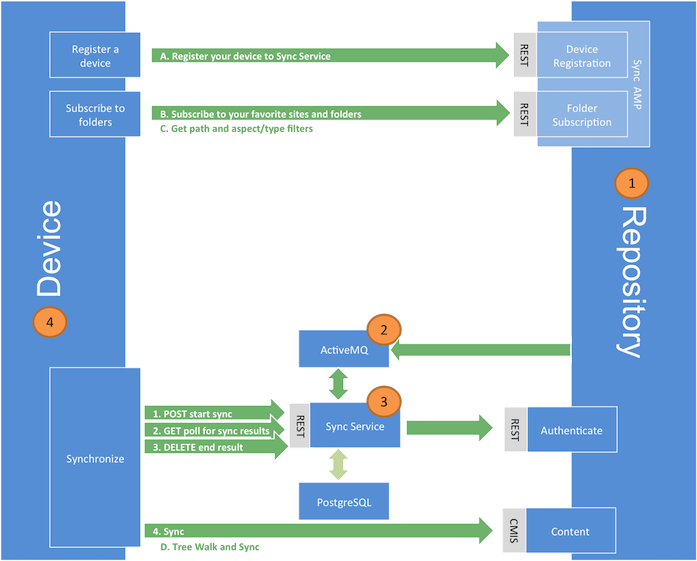 Register a
device
A. Register your device to Sync Service
REST
Device
Registration
Sync AMP
Subscribe to
folders
B. Subscribe to your favorite sites and folders
C. Get path and aspect/type filters
REST
Folder
Subscription
1
Repository
Device
4
2
ActiveMQ
3
1. POST start sync
2. GET poll for sync results
3. DELETE end result
REST
Sync Service
REST
Authenticate
Synchronize
PostgreSQL
4. Sync
D. Tree Walk and Sync
CMIS
Content